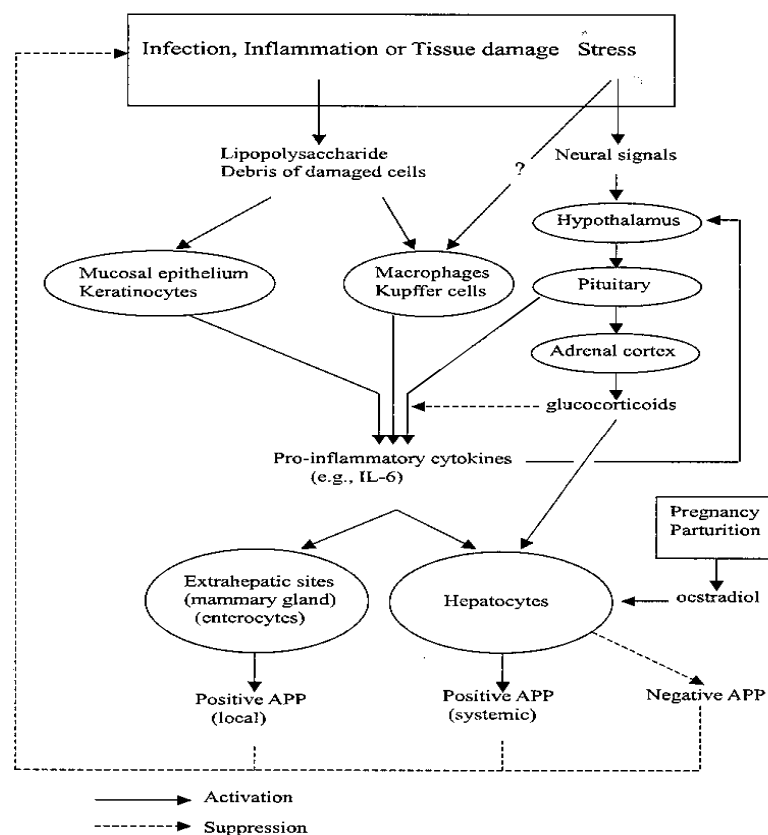 Infection, Inflammation or Tissue damage Stress
Lipopolysaccharide
Debris of damaged cells
?
Neural signals
Hypothalamus
Mucosal epithelium
Keratinocytes
Macrophages
Kupffer cells
Pituitary
Adrenal cortex
glucocorticoids
Pro-inflammatory cytokines
(e.g., IL-6)
Pregnancy
Parturition
Extrahepatic sites
(mammary gland)
(enterocytes)
Hepatocytes
ocstradiol
Positive APP
(local)
Positive APP
(systemic)
Negative APP
Activation
Suppression